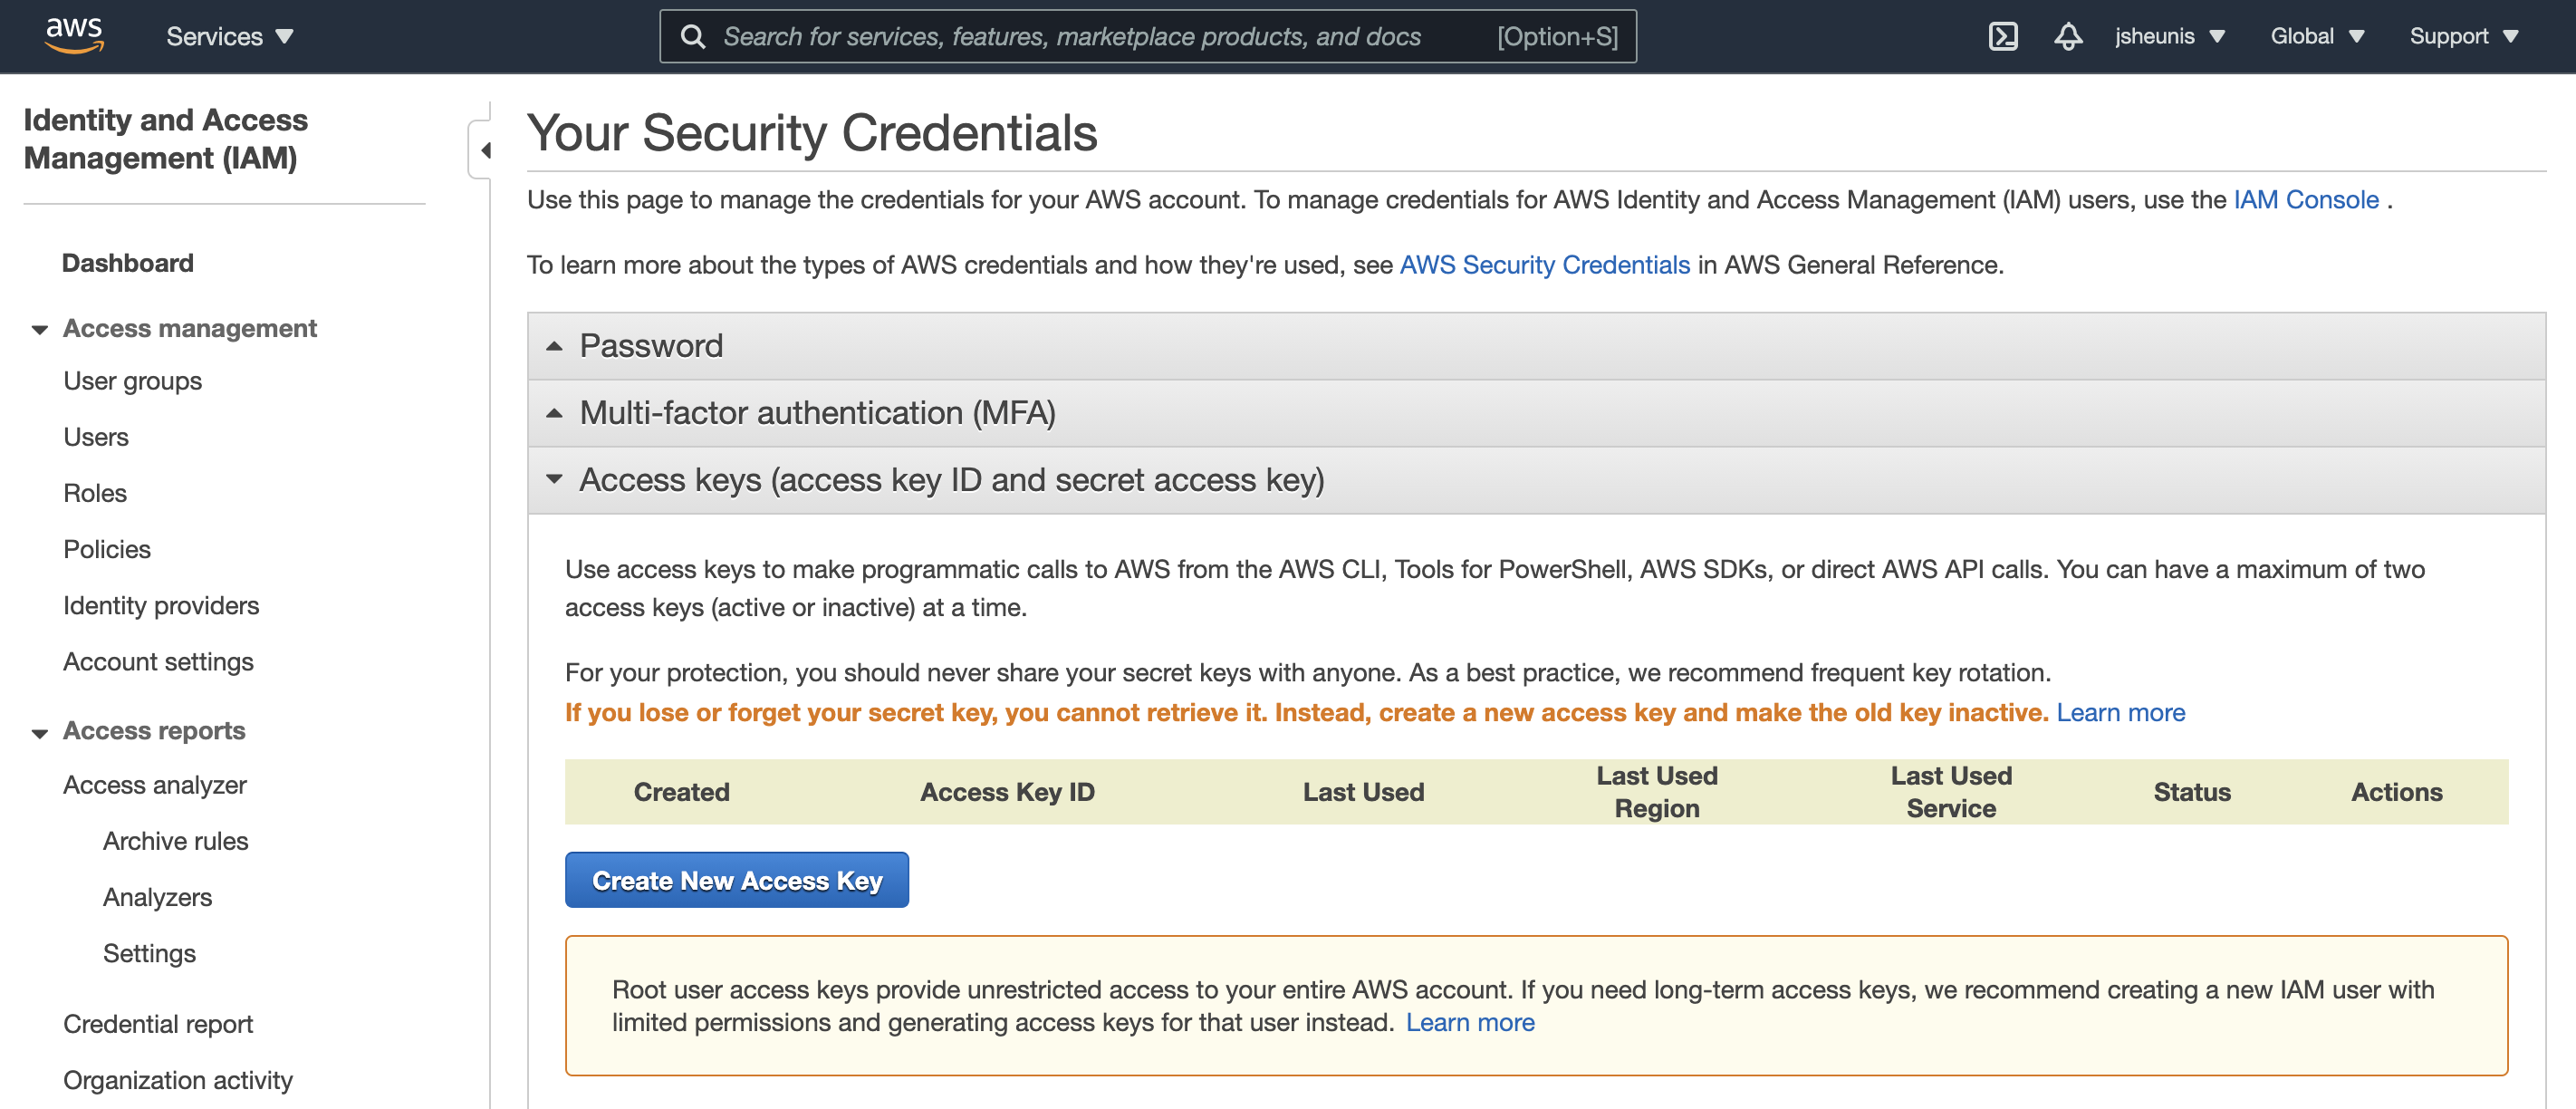 aws
Services
Search for services, features, marketplace products, and docs
[Option+S]
jsheunis
Global
Support
Identity and Access
Management (IAM)
Dashboard
Access management
User groups
Users
Roles
Policies
Identity providers
Account settings
Access reports
Access analyzer
Archive rules
Analyzers
Settings
Credential report
Organization activity
Your Security Credentials
Use this page to manage the credentials for your AWS account. To manage credentials for AWS Identity and Access Management (IAM) users, use the IAM Console .
To learn more about the types of AWS credentials and how they're used, see AWS Security Credentials in AWS General Reference.
Password
Multi-factor authentication (MFA)
Access keys (access key ID and secret access key)
Use access keys to make programmatic calls to AWS from the AWS CLI, Tools for PowerShell, AWS SDKs, or direct AWS API calls. You can have a maximum of two
access keys (active or inactive) at a time.
For your protection, you should never share your secret keys with anyone. As a best practice, we recommend frequent key rotation.
If you lose or forget your secret key, you cannot retrieve it. Instead, create a new access key and make the old key inactive. Learn more
Created
Access Key ID
Last Used
Last Used
Region
Last Used
Service
Status
Actions
Create New Access Key
Root user access keys provide unrestricted access to your entire AWS account. If you need long-term access keys, we recommend creating a new IAM user with
limited permissions and generating access keys for that user instead. Learn more